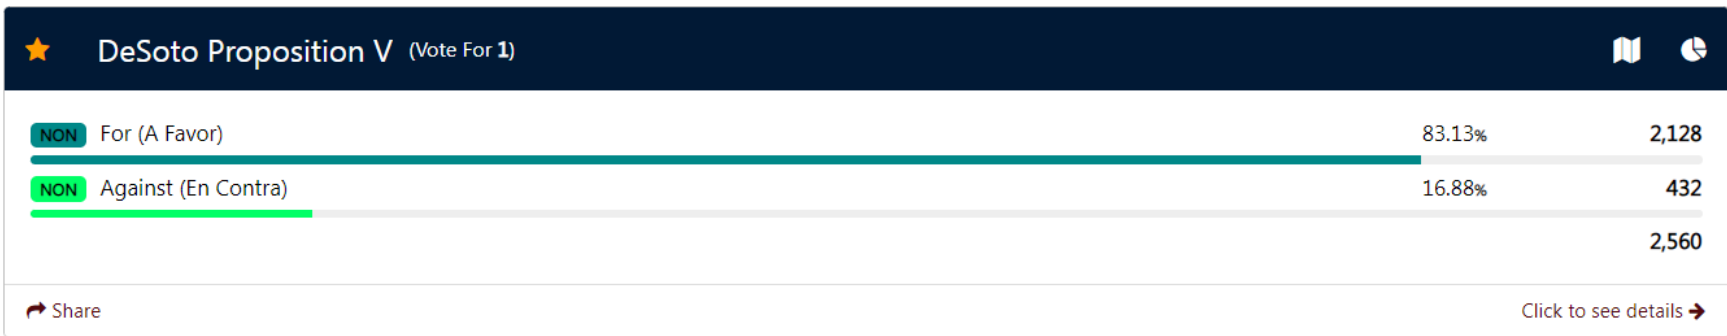 DeSoto Proposition V (Vote For 1)
NON For (A Favor) 83.13% 2,128
NON Against (En Contra) 16.88% 432
2,560
Share Click to see details